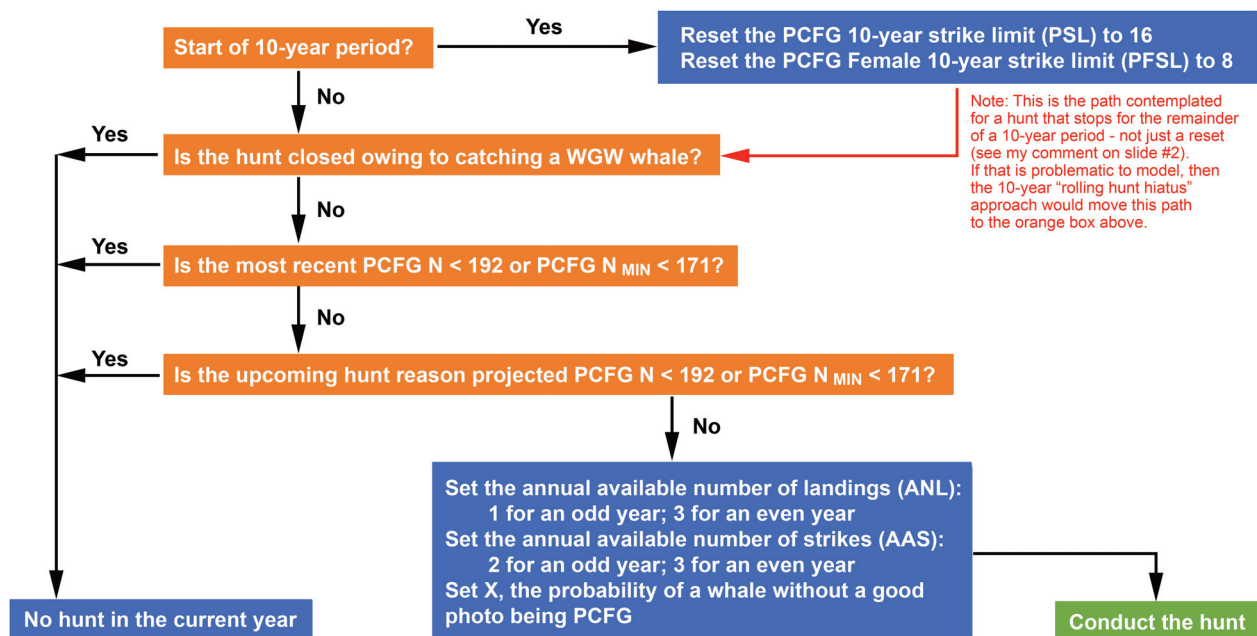 Start of 10-year period?
Yes
Reset the PCFG 10-year strike limit (PSL) to 16
Reset the PCFG Female 10-year strike limit (PFSL) to 8
No
Note: This is the path contemplated
for a hunt that stops for the remainder
of a 10-year period - not just a reset
(see my comment on slide #2).
If that is problematic to model, then
the 10-year “rolling hunt hiatus”
approach would move this path
to the orange box above.
Yes
Is the hunt closed owing to catching a WGW whale?
No
Yes
Is the most recent PCFG N < 192 or PCFG N MIN < 171?
No
Yes
Is the upcoming hunt reason projected PCFG N < 192 or PCFG N MIN < 171?
No
Set the annual available number of landings (ANL):
1 for an odd year; 3 for an even year
Set the annual available number of strikes (AAS):
2 for an odd year; 3 for an even year
Set X, the probability of a whale without a good
photo being PCFG
No hunt in the current year
Conduct the hunt